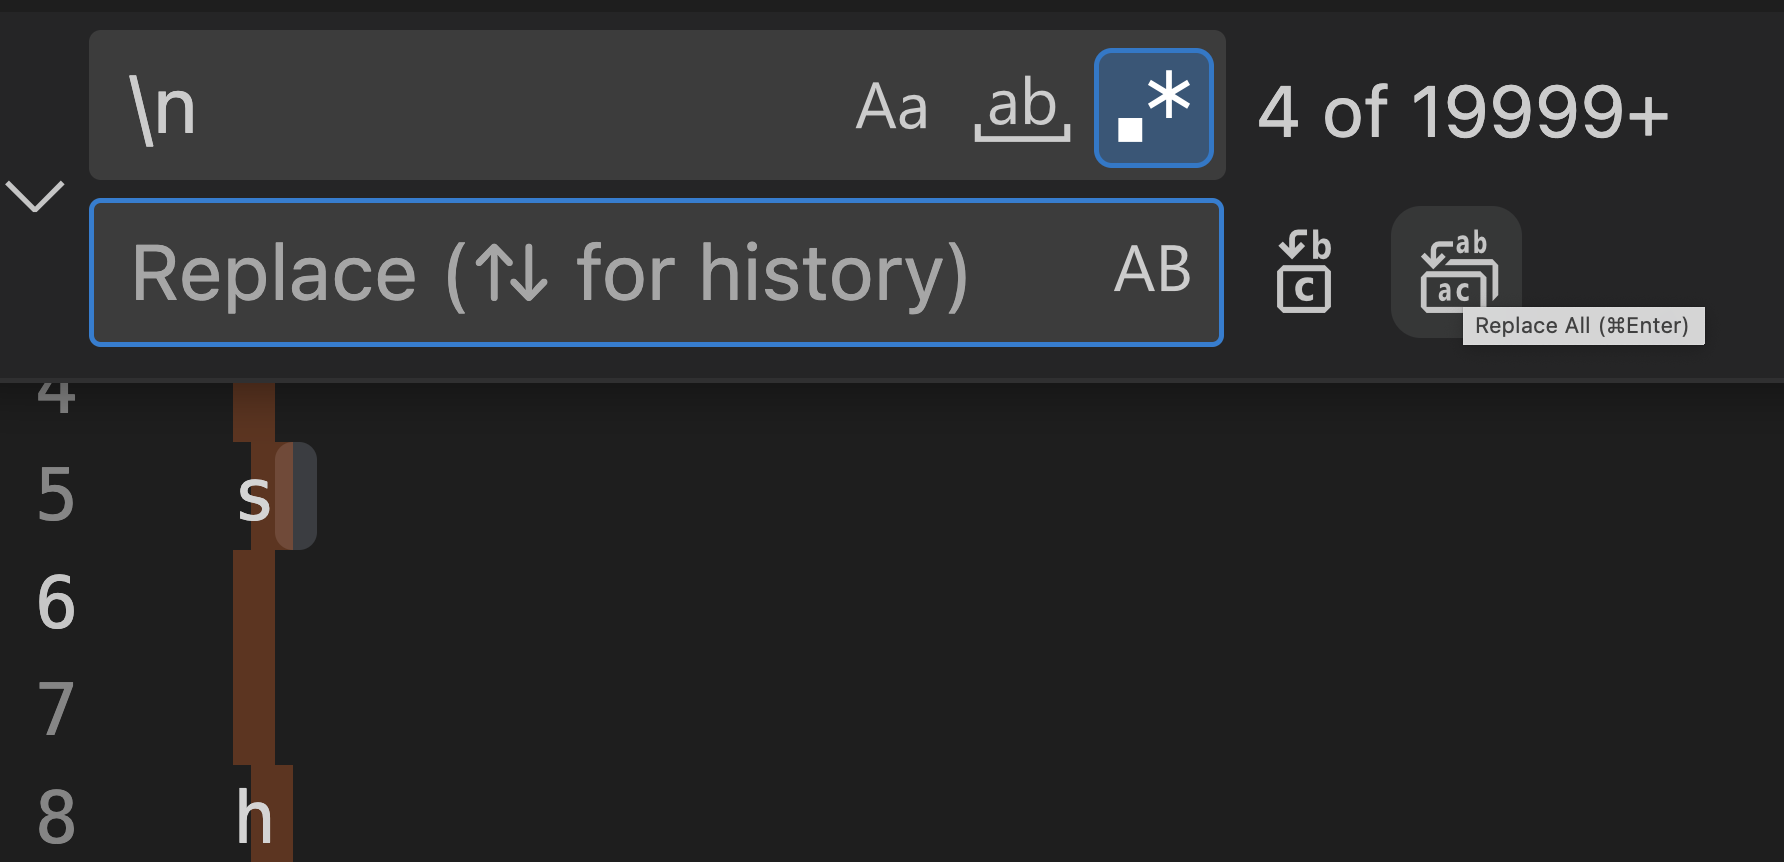 \n Aa ab .* 4 of 19999+
Replace (↑↓ for history) AB b c ab ac
Replace All (⌘Enter)
4
5 s
6
7
8 h